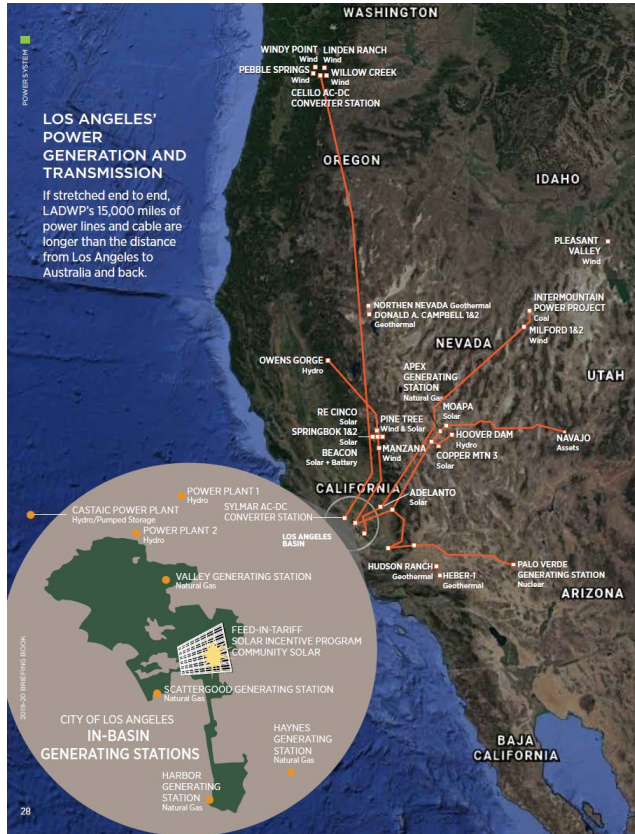 WASHINGTON
POWER SYSTEM
WINDY POINT
Wind
LINDEN RANCH
Wind
PEBBLE SPRINGS
Wind
WILLOW CREEK
Wind
CELILO AC-DC
CONVERTER STATION
LOS ANGELES’
POWER
GENERATION AND
TRANSMISSION
If stretched end to end,
LADWP’s 15,000 miles of
power lines and cable are
longer than the distance
from Los Angeles to
Australia and back.
OREGON
IDAHO
PLEASANT
VALLEY
Wind
NORTHEN NEVADA Geothermal
DONALD A. CAMPBELL 1&2
Geothermal
INTERMOUNTAIN
POWER PROJECT
Coal
MILFORD 1&2
Wind
NEVADA
OWENS GORGE
Hydro
APEX
GENERATING
STATION
Natural Gas
UTAH
MOAPA
Solar
RE CINCO
Solar
PINE TREE
Wind & Solar
SPRINGBOK 1&2
Solar
HOOVER DAM
Hydro
NAVAJO
Assets
BEACON
Solar + Battery
MANZANA
Wind
COPPER MTN 3
Solar
CALIFORNIA
ADELANTO
Solar
SYLMAR AC-DC
CONVERTER STATION
LOS ANGELES
BASIN
HUDSON RANCH
Geothermal
HEBER-1
Geothermal
PALO VERDE
GENERATING STATION
Nuclear
ARIZONA
BAJA
CALIFORNIA
POWER PLANT 1
Hydro
CASTAIC POWER PLANT
Hydro/Pumped Storage
POWER PLANT 2
Hydro
VALLEY GENERATING STATION
Natural Gas
FEED-IN-TARIFF
SOLAR INCENTIVE PROGRAM
COMMUNITY SOLAR
SCATTERGOOD GENERATING STATION
Natural Gas
CITY OF LOS ANGELES
IN-BASIN
GENERATING STATIONS
HAYNES
GENERATING
STATION
Natural Gas
HARBOR
GENERATING
STATION
Natural Gas
2019-20 BRIEFING BOOK
28